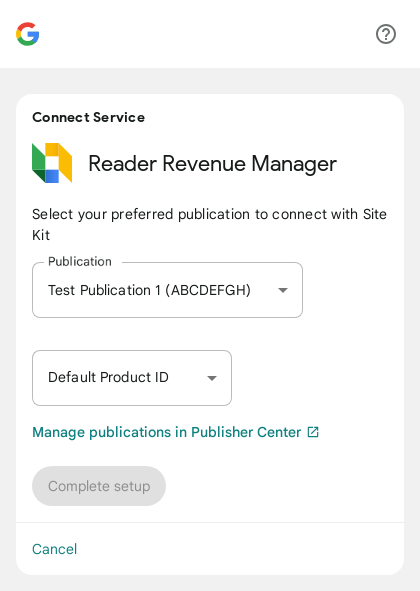 Connect Service
Reader Revenue Manager
Select your preferred publication to connect with Site
Kit
Publication
Test Publication 1 (ABCDEFGH)
Default Product ID
Manage publications in Publisher Center
Complete setup
Cancel